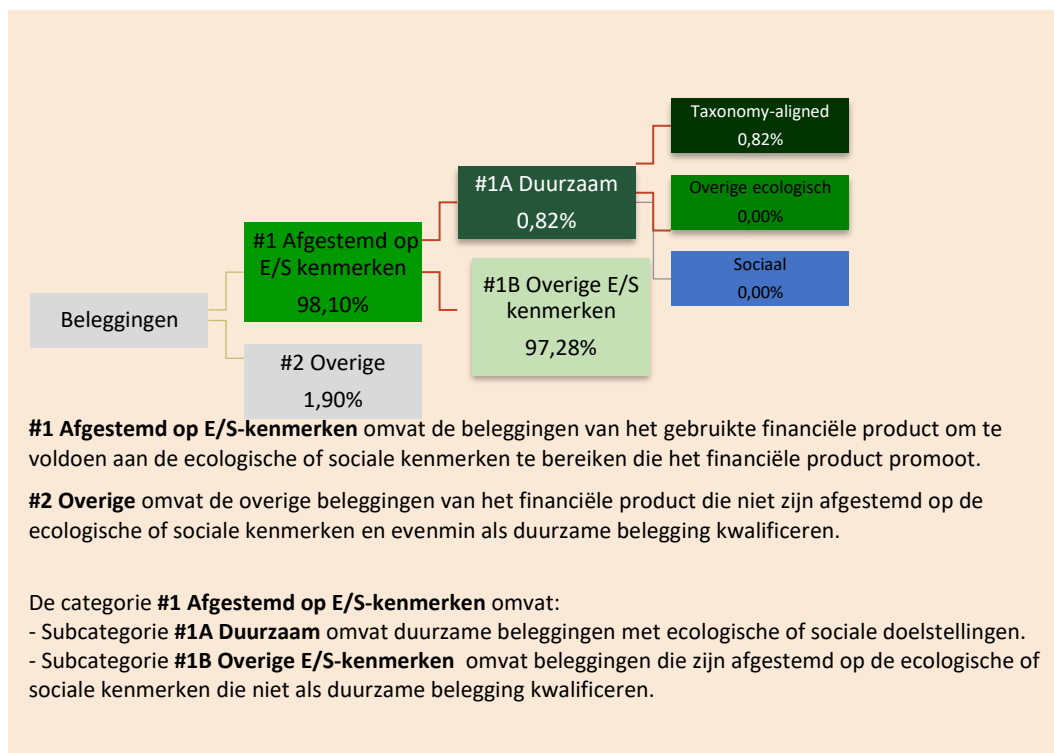 Taxonomy-aligned
0,82%
#1A Duurzaam
0,82%
Overige ecologisch
0,00%
#1 Afgestemd op
E/S kenmerken
98,10%
Sociaal
0,00%
#1B Overige E/S
kenmerken
97,28%
Beleggingen
#2 Overige
1,90%
#1 Afgestemd op E/S-kenmerken omvat de beleggingen van het gebruikte financiële product om te
voldoen aan de ecologische of sociale kenmerken te bereiken die het financiële product promoot.
#2 Overige omvat de overige beleggingen van het financiële product die niet zijn afgestemd op de
ecologische of sociale kenmerken en evenmin als duurzame belegging kwalificeren.
De categorie #1 Afgestemd op E/S-kenmerken omvat:
- Subcategorie #1A Duurzaam omvat duurzame beleggingen met ecologische of sociale doelstellingen.
- Subcategorie #1B Overige E/S-kenmerken omvat beleggingen die zijn afgestemd op de ecologische of
sociale kenmerken die niet als duurzame belegging kwalificeren.